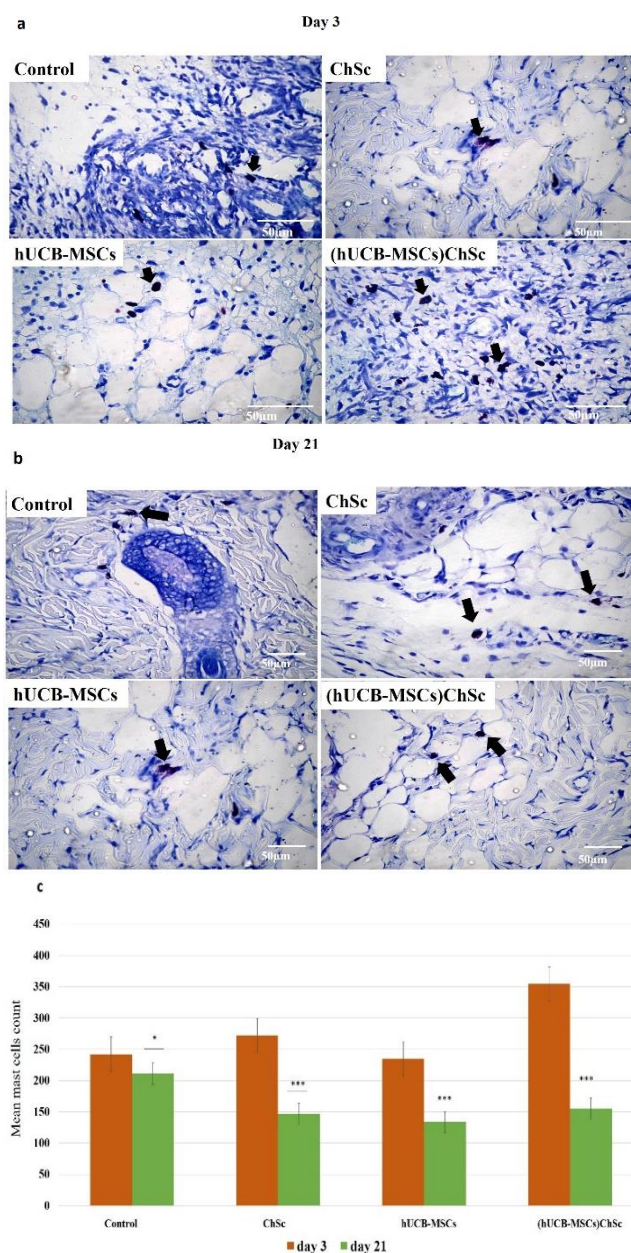 a
Day 3
Control
ChSc
50µm
50µm
hUCB-MSCs
(hUCB-MSCs)ChSc
50µm
50µm
Day 21
b
Control
ChSc
50µm
50µm
hUCB-MSCs
(hUCB-MSCs)ChSc
50µm
50µm
c
Mean mast cells count
450
400
350
300
250
200
150
100
50
0
*
***
***
***
Control
ChSc
hUCB-MSCs
(hUCB-MSCs)ChSc
day 3
day 21